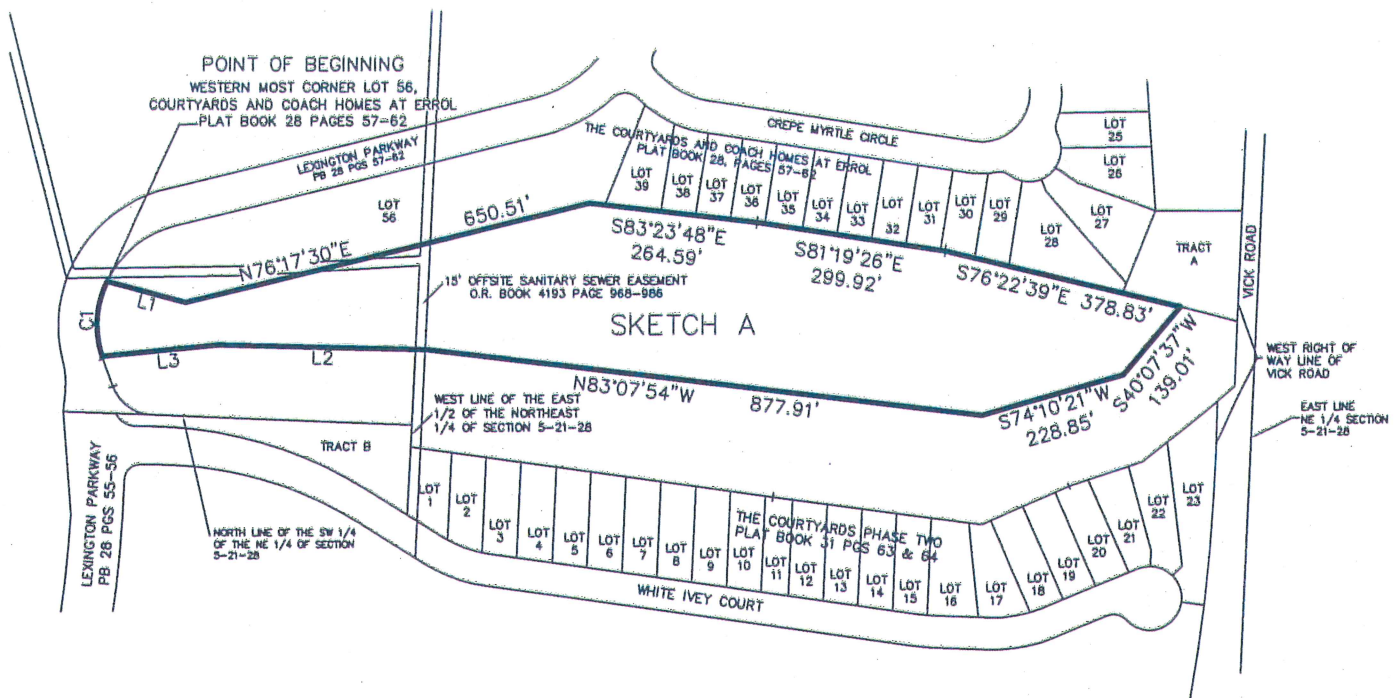 POINT OF BEGINNING
WESTERN MOST CORNER LOT 56,
COURTYARDS AND COACH HOMES AT ERROL
PLAT BOOK 28 PAGES 57-62
LEXINGTON PARKWAY
PB 28 PGS 57-62
LOT
56
THE COURTYARDS AND COACH HOMES AT ERROL
PLAT BOOK 28, PAGES 57-62
CREPE MYRTLE CIRCLE
LOT
39
LOT
38
LOT
37
LOT
36
LOT
35
LOT
34
LOT
33
LOT
32
LOT
31
LOT
30
LOT
29
LOT
28
LOT
27
LOT
26
LOT
25
TRACT
A
VICK ROAD
N76°17'30"E
650.51'
S83°23'48"E
264.59'
S81°19'26"E
299.92'
S76°22'39"E 378.83'
15' OFFSITE SANITARY SEWER EASEMENT
O.R. BOOK 4193 PAGE 968-986
SKETCH A
L1
C1
L3
L2
N83°07'54"W
877.91'
S74°10'21"W
228.85'
S40°07'37"W
139.01'
WEST RIGHT OF
WAY LINE OF
VICK ROAD
EAST LINE
NE 1/4 SECTION
5-21-28
WEST LINE OF THE EAST
1/2 OF THE NORTHEAST
1/4 OF SECTION 5-21-28
TRACT B
LEXINGTON PARKWAY
PB 28 PGS 55-56
NORTH LINE OF THE SW 1/4
OF THE NE 1/4 OF SECTION
5-21-28
LOT
1
LOT
2
LOT
3
LOT
4
LOT
5
LOT
6
LOT
7
LOT
8
LOT
9
LOT
10
LOT
11
LOT
12
LOT
13
LOT
14
LOT
15
LOT
16
LOT
17
LOT
18
LOT
19
LOT
20
LOT
21
LOT
22
LOT
23
THE COURTYARDS PHASE TWO
PLAT BOOK 31 PGS 63 & 64
WHITE IVEY COURT